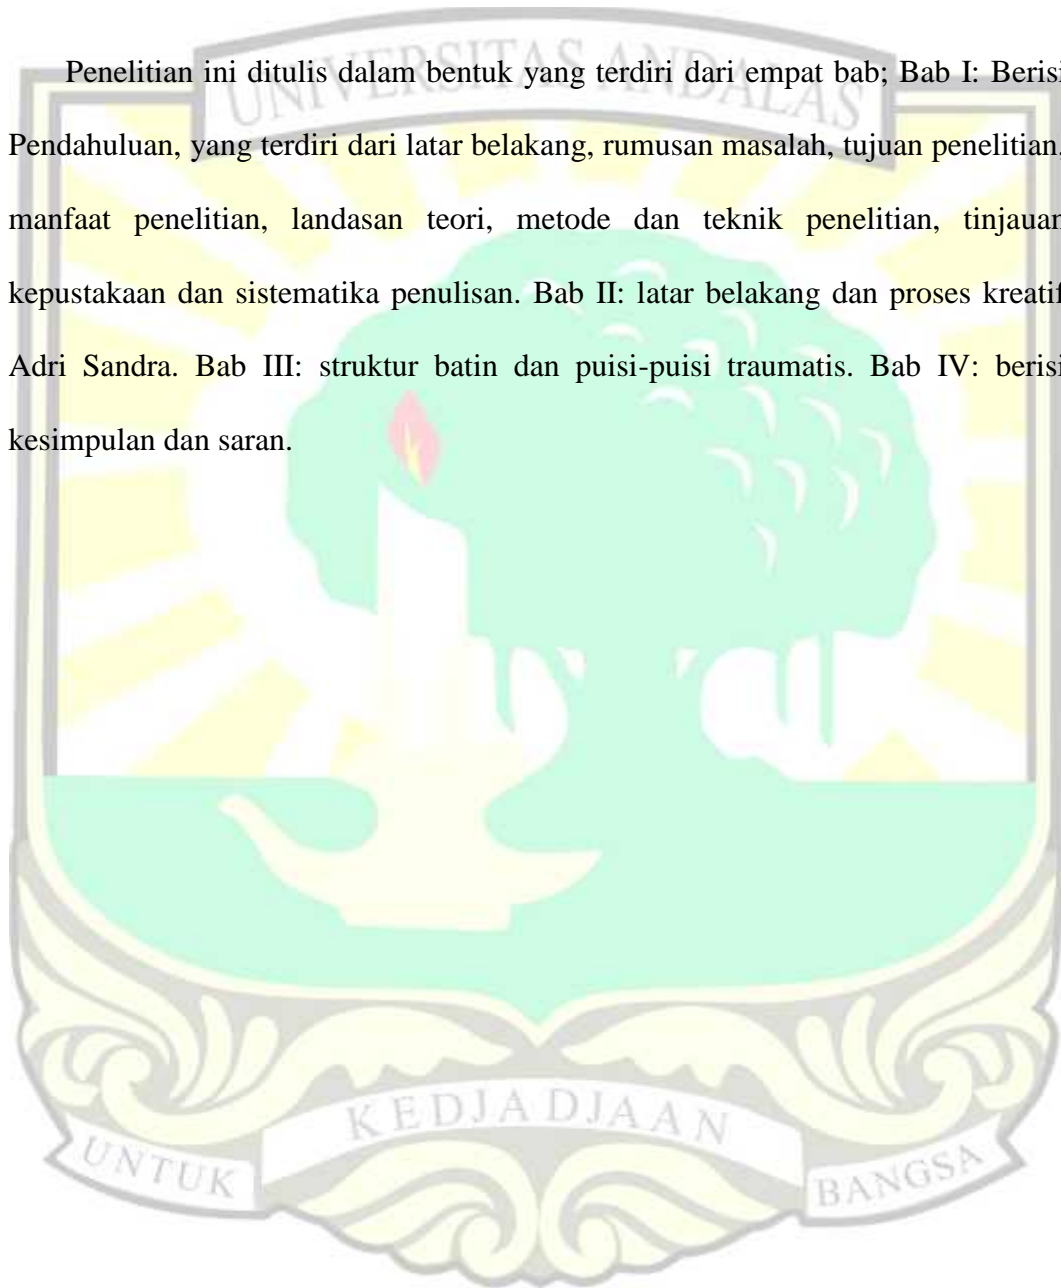 UNIVERSITAS ANDALAS
Penelitian ini ditulis dalam bentuk yang terdiri dari empat bab; Bab I: Berisi
Pendahuluan, yang terdiri dari latar belakang, rumusan masalah, tujuan penelitian,
manfaat penelitian, landasan teori, metode dan teknik penelitian, tinjauan
kepustakaan dan sistematika penulisan. Bab II: latar belakang dan proses kreatif
Adri Sandra. Bab III: struktur batin dan puisi-puisi traumatis. Bab IV: berisi
kesimpulan dan saran.
UNTUK KEDJADJAAN BANGSA